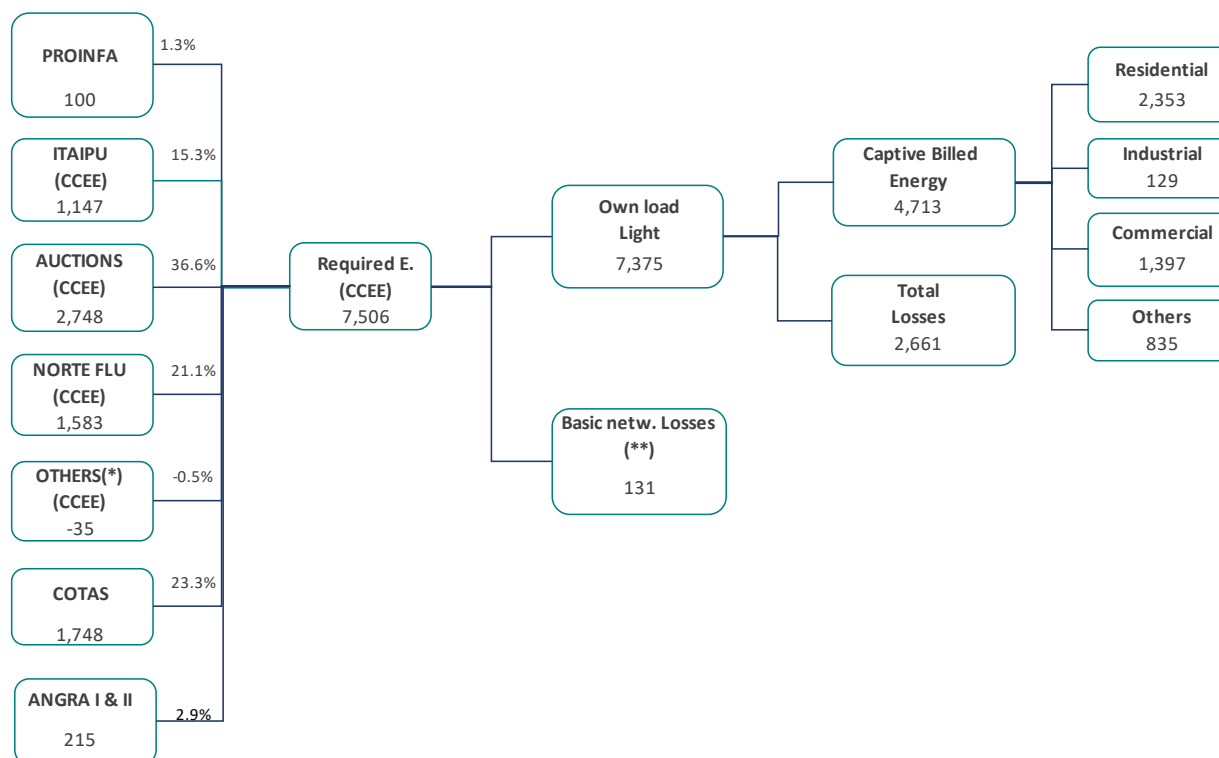 PROINFA
100
1.3%
ITAIPU
(CCEE)
1,147
15.3%
AUCTIONS
(CCEE)
2,748
36.6%
NORTE FLU
(CCEE)
1,583
21.1%
OTHERS(*)
(CCEE)
-35
-0.5%
COTAS
1,748
23.3%
ANGRA I & II
215
2.9%
Required E.
(CCEE)
7,506
Own load
Light
7,375
Basic netw. Losses
(**)
131
Captive Billed
Energy
4,713
Total
Losses
2,661
Residential
2,353
Industrial
129
Commercial
1,397
Others
835